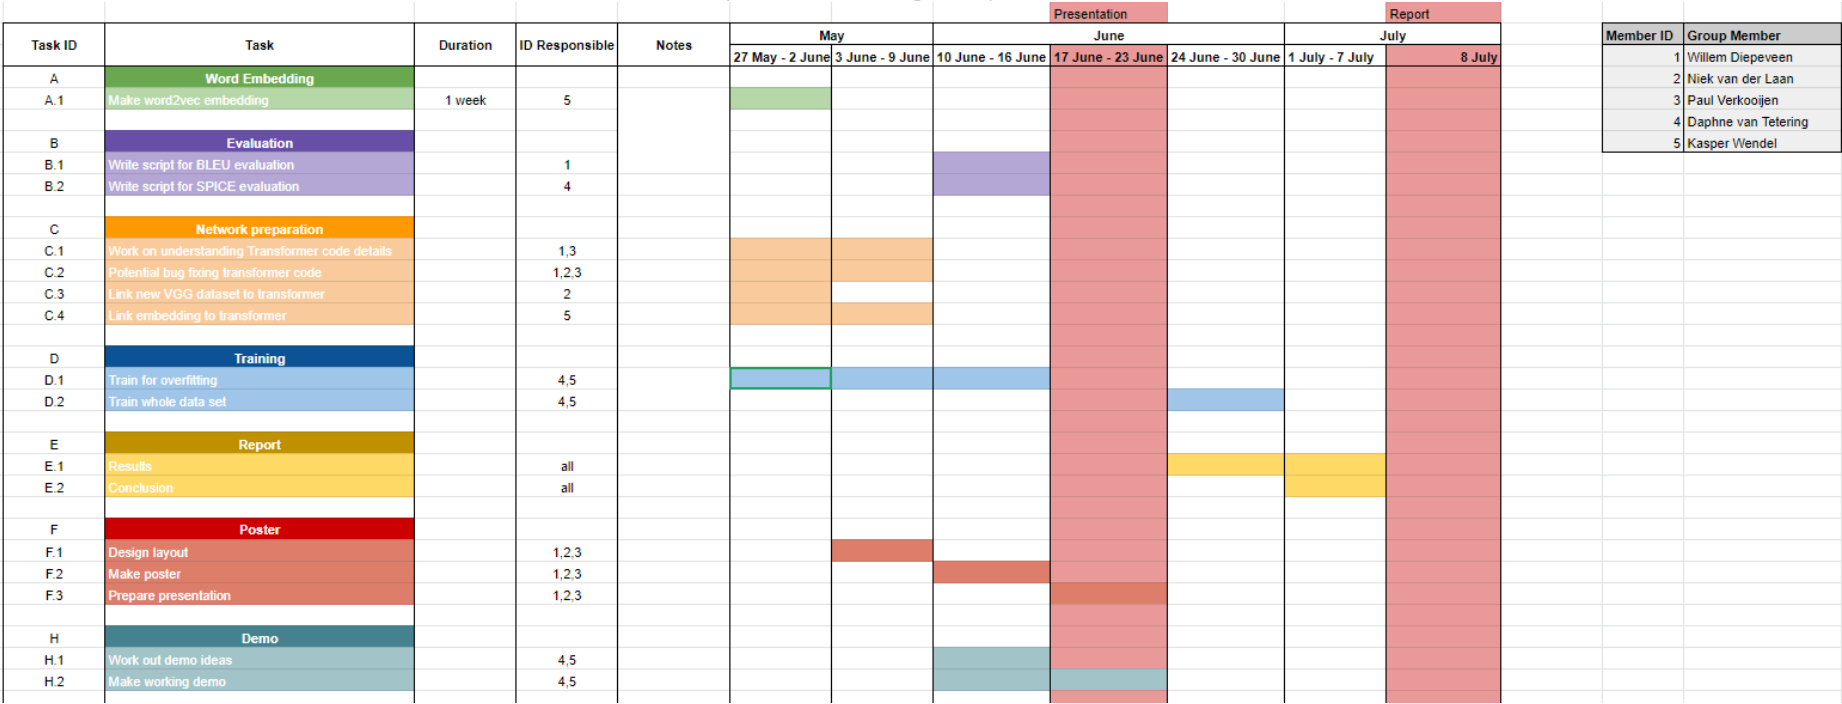 Presentation Report
Task ID Task Duration ID Responsible Notes May June July Member ID Group Member
27 May - 2 June 3 June - 9 June 10 June - 16 June 17 June - 23 June 24 June - 30 June 1 July - 7 July 8 July 1 Willem Diepeveen
A Word Embedding 2 Niek van der Laan
A.1 Make word2vec embedding 1 week 5 3 Paul Verkooijen
4 Daphne van Tetering
B Evaluation 5 Kasper Wendel
B.1 Write script for BLEU evaluation 1
B.2 Write script for SPICE evaluation 4
C Network preparation
C.1 Work on understanding Transformer code details 1,3
C.2 Potential bug fixing transformer code 1,2,3
C.3 Link new VGG dataset to transformer 2
C.4 Link embedding to transformer 5
D Training
D.1 Train for overfitting 4,5
D.2 Train whole data set 4,5
E Report
E.1 Results all
E.2 Conclusion all
F Poster
F.1 Design layout 1,2,3
F.2 Make poster 1,2,3
F.3 Prepare presentation 1,2,3
H Demo
H.1 Work out demo ideas 4,5
H.2 Make working demo 4,5